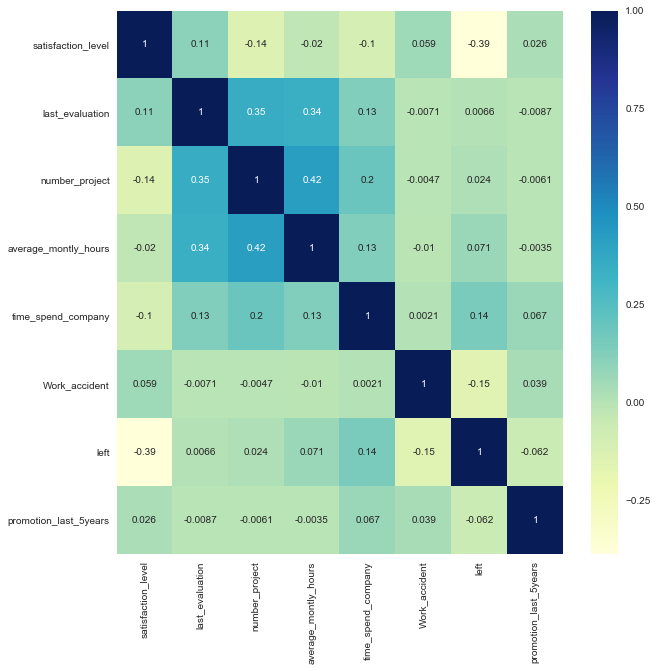 satisfaction_level 1 0.11 -0.14 -0.02 -0.1 0.059 -0.39 0.026
last_evaluation 0.11 1 0.35 0.34 0.13 -0.0071 0.0066 -0.0087
number_project -0.14 0.35 1 0.42 0.2 -0.0047 0.024 -0.0061
average_montly_hours -0.02 0.34 0.42 1 0.13 -0.01 0.071 -0.0035
time_spend_company -0.1 0.13 0.2 0.13 1 0.0021 0.14 0.067
Work_accident 0.059 -0.0071 -0.0047 -0.01 0.0021 1 -0.15 0.039
left -0.39 0.0066 0.024 0.071 0.14 -0.15 1 -0.062
promotion_last_5years 0.026 -0.0087 -0.0061 -0.0035 0.067 0.039 -0.062 1
satisfaction_level
last_evaluation
number_project
average_montly_hours
time_spend_company
Work_accident
left
promotion_last_5years
1.00
0.75
0.50
0.25
0.00
−0.25